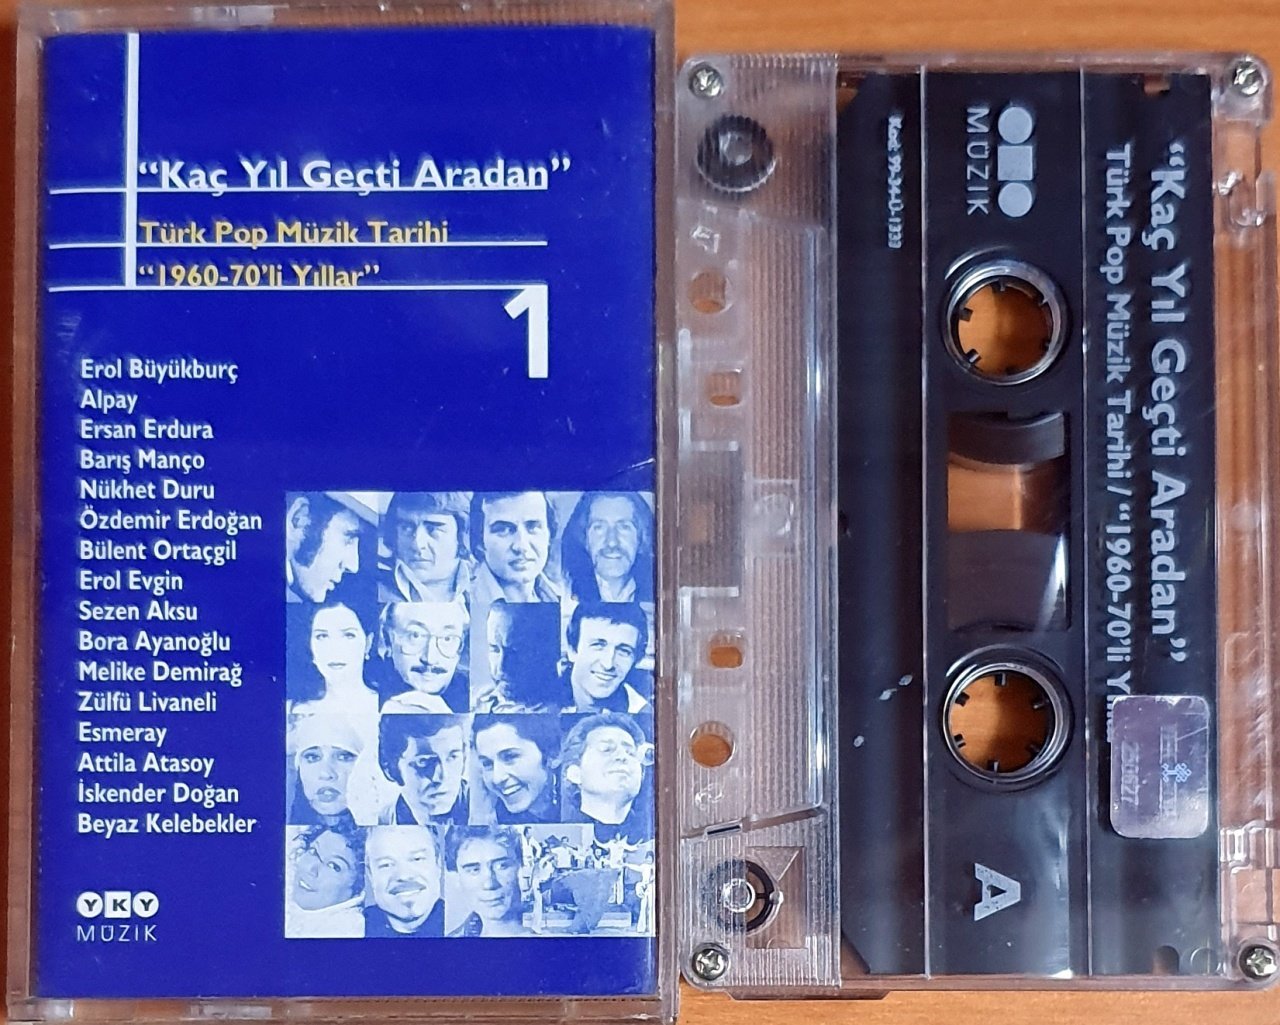 “Kaç Yıl Geçti Aradan”
Türk Pop Müzik Tarihi
“1960-70’li Yıllar”
1
Erol Büyükburç
Alpay
Ersan Erdura
Barış Manço
Nükhet Duru
Özdemir Erdoğan
Bülent Ortaçgil
Erol Evgin
Sezen Aksu
Bora Ayanoğlu
Melike Demirağ
Zülfü Livaneli
Esmeray
Attila Atasoy
İskender Doğan
Beyaz Kelebekler
YKY
MÜZİK
“Kaç Yıl Geçti Aradan”
Türk Pop Müzik Tarihi / “1960-70’li
MÜZİK
A